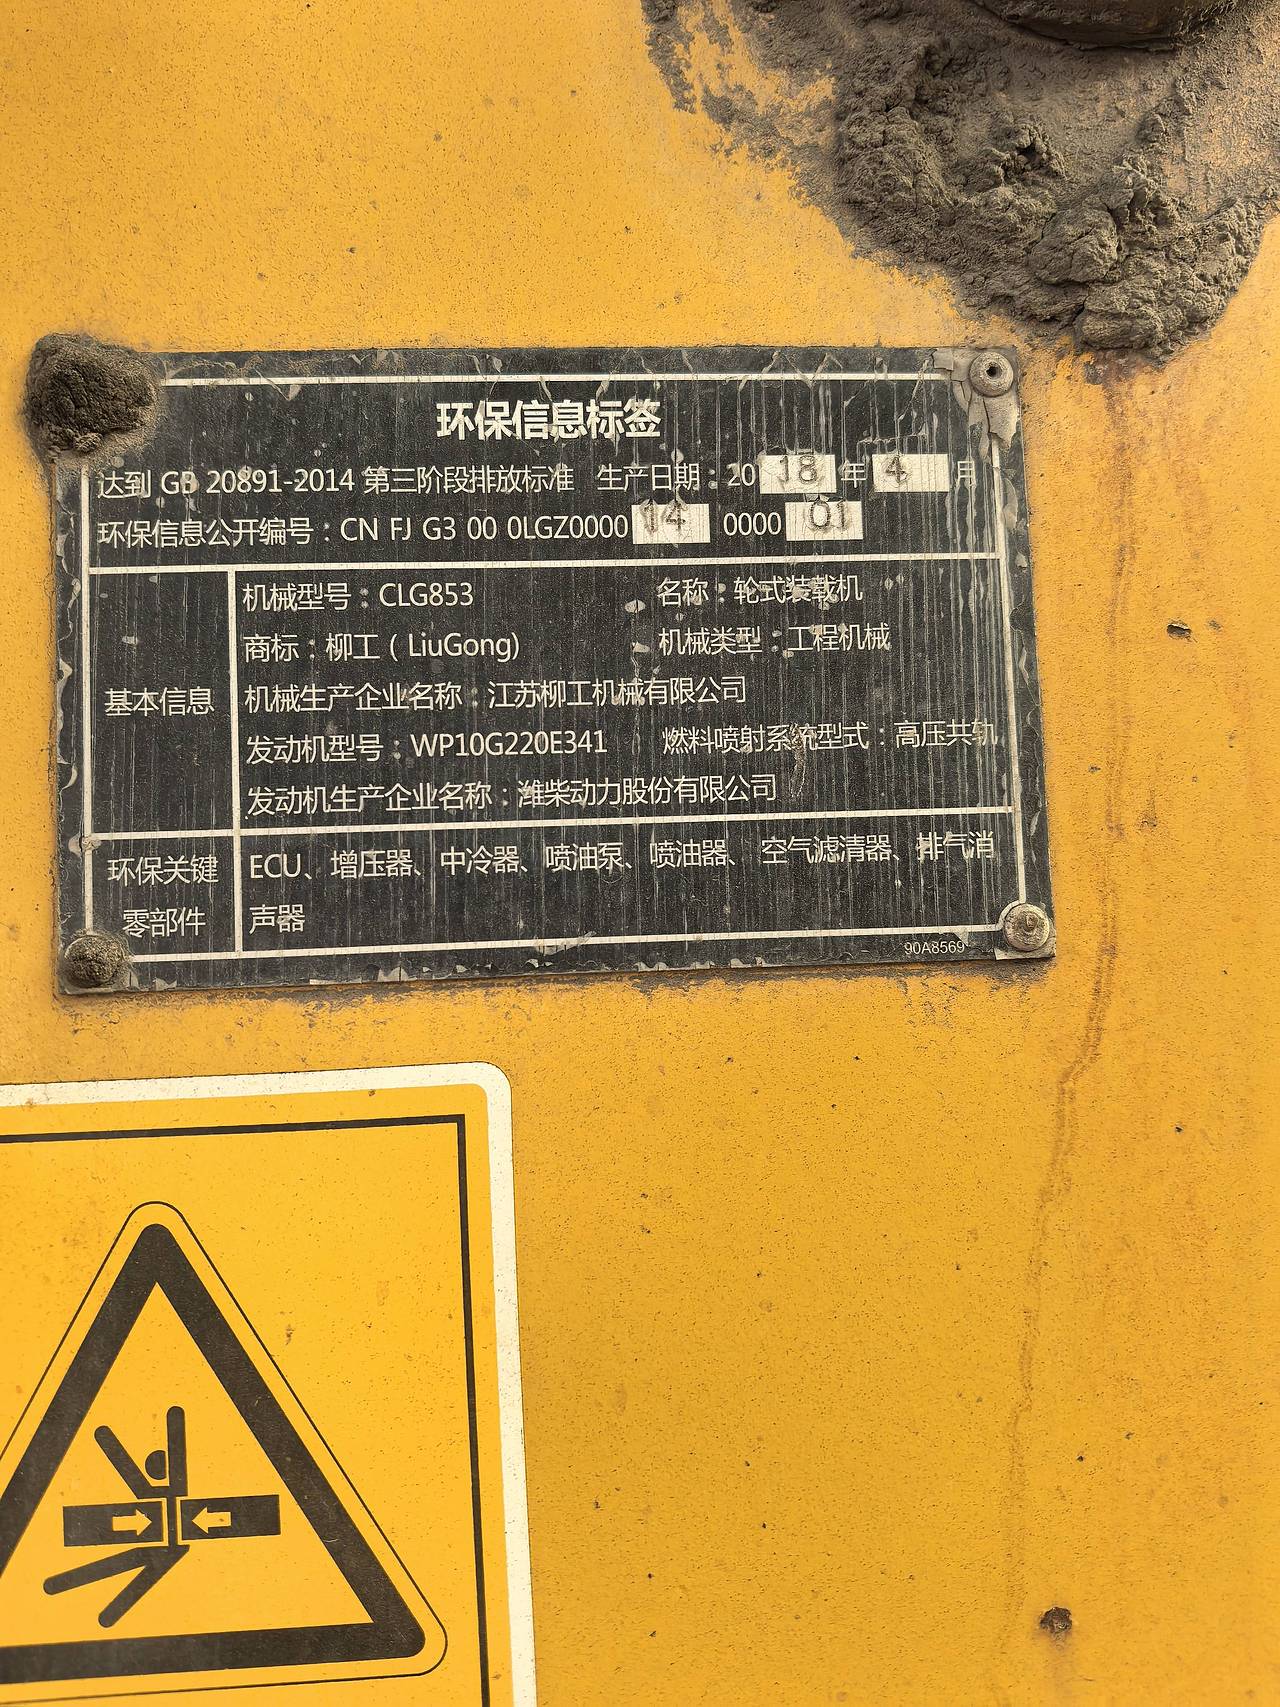 环保信息标签
达到 GB 20891-2014 第三阶段排放标准 生产日期：2018年4月
环保信息公开编号：CN FJ G3 00 0LGZ0000 14 0000 01
基本信息
机械型号：CLG853 名称：轮式装载机
商标：柳工（LiuGong) 机械类型：工程机械
机械生产企业名称：江苏柳工机械有限公司
发动机型号：WP10G220E341 燃料喷射系统型式：高压共轨
发动机生产企业名称：潍柴动力股份有限公司
环保关键
零部件
ECU、增压器、中冷器、喷油泵、喷油器、空气滤清器、排气消
声器
90A8569